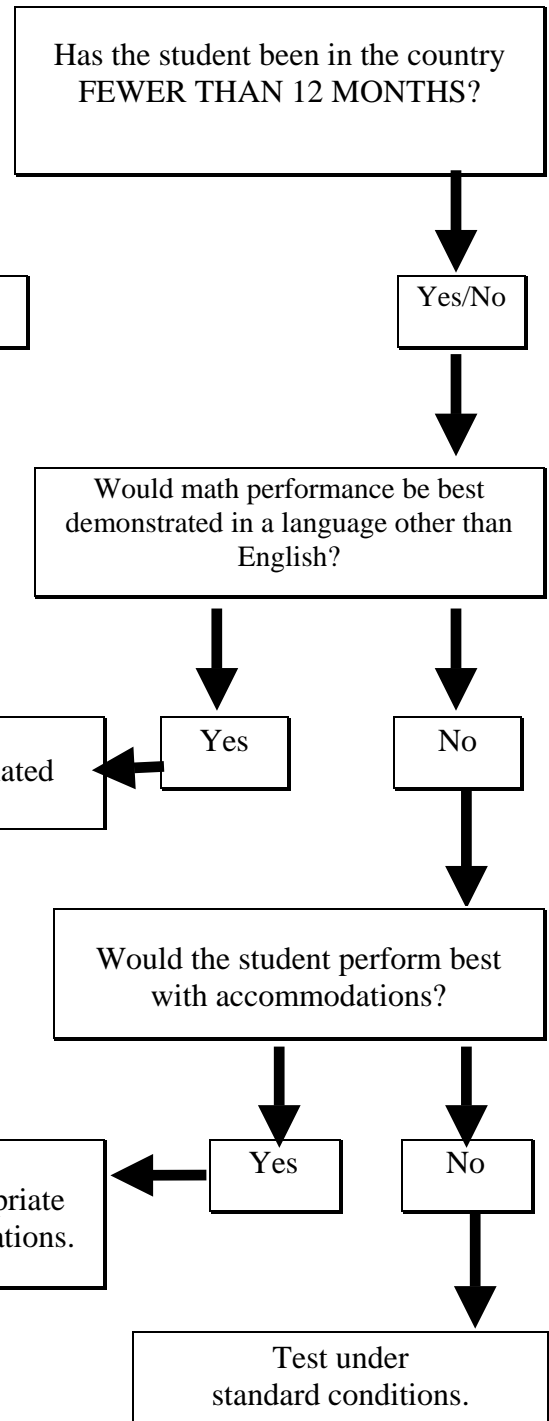 Has the student been in the country
FEWER THAN 12 MONTHS?
Yes/No
Would math performance be best
demonstrated in a language other than
English?
Yes
No
Would the student perform best
with accommodations?
Yes
No
ations.
Test under
standard conditions.